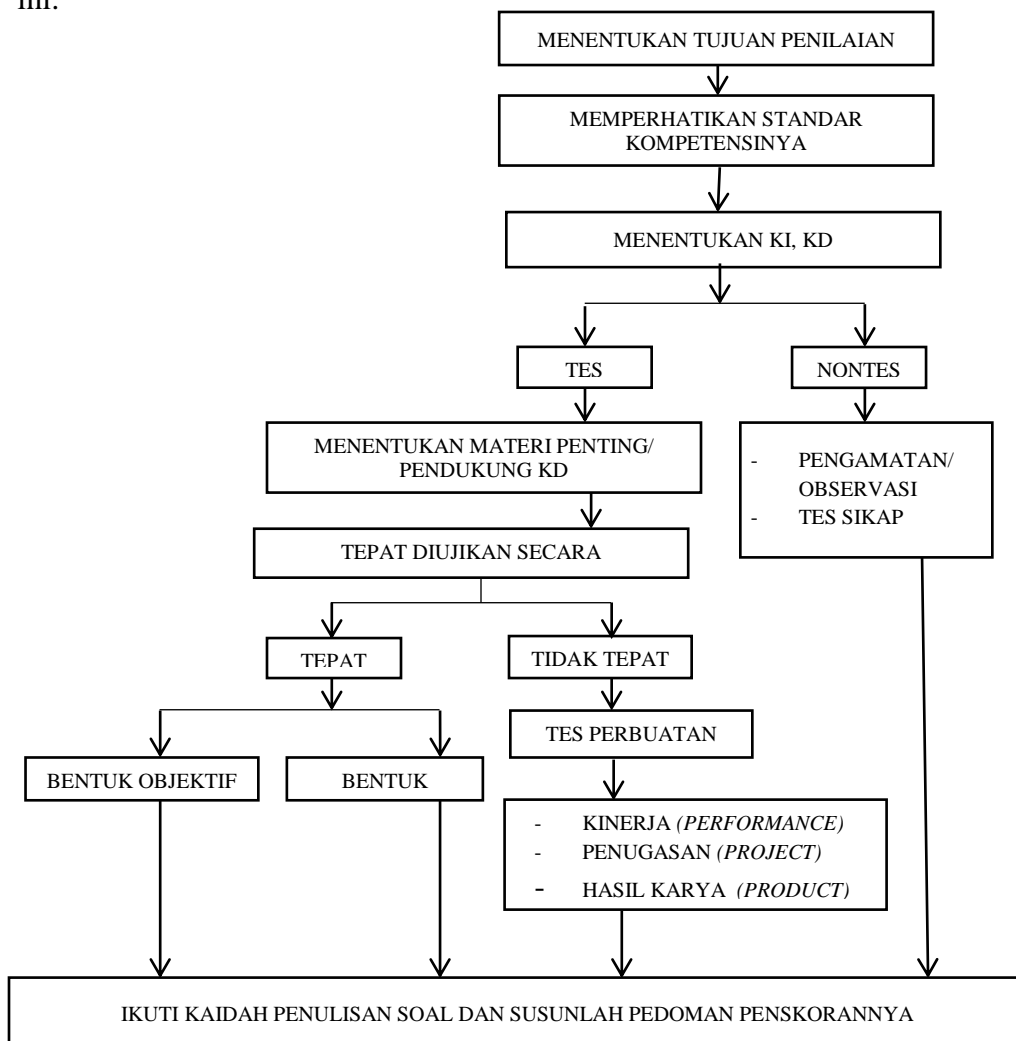 MENENTUKAN TUJUAN PENILAIAN
MEMPERHATIKAN STANDAR
KOMPETENSINYA
MENENTUKAN KI, KD
TES
NONTES
MENENTUKAN MATERI PENTING/
PENDUKUNG KD
- PENGAMATAN/
OBSERVASI
- TES SIKAP
TEPAT DIUJIKAN SECARA
TEPAT
TIDAK TEPAT
TES PERBUATAN
BENTUK OBJEKTIF
BENTUK
- KINERJA (PERFORMANCE)
- PENUGASAN (PROJECT)
- HASIL KARYA (PRODUCT)
IKUTI KAIDAH PENULISAN SOAL DAN SUSUNLAH PEDOMAN PENSKORANNYA